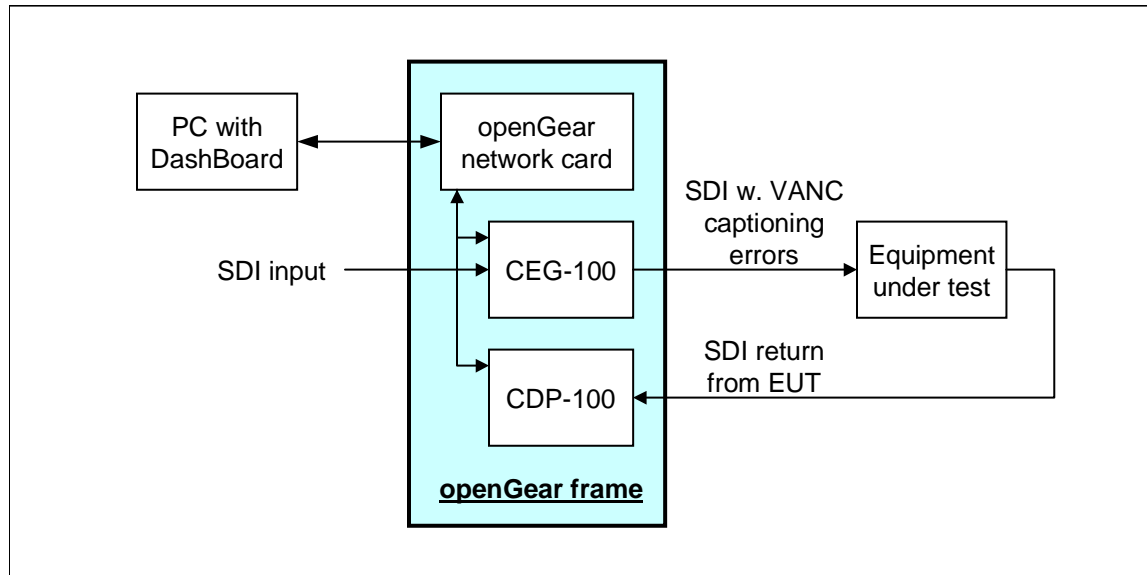 PC with
DashBoard
openGear
network card
SDI w. VANC
captioning
errors
SDI input
CEG-100
Equipment
under test
SDI return
from EUT
CDP-100
openGear frame